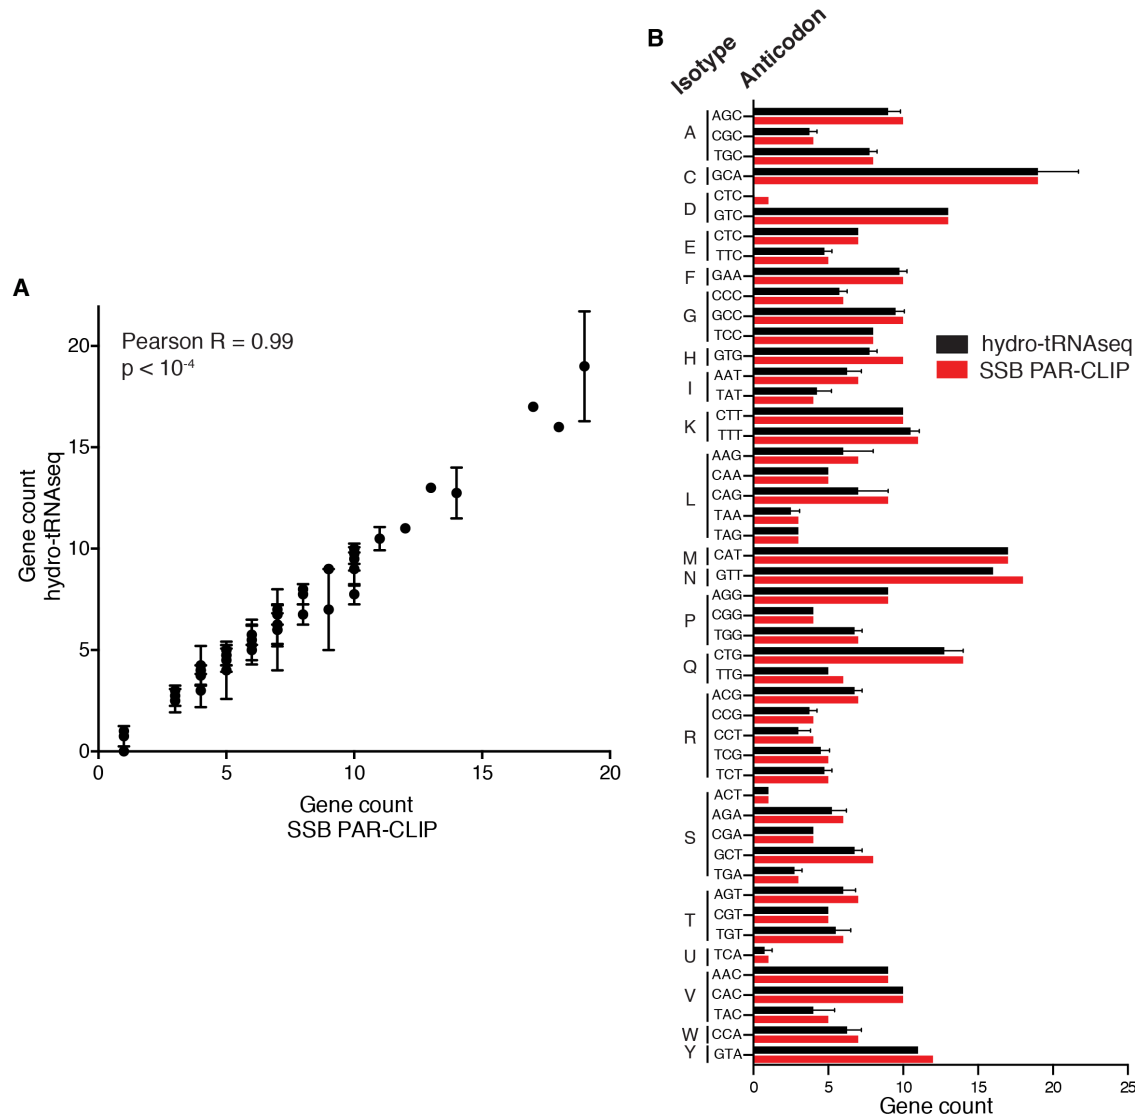 A
Pearson R = 0.99
p < 10-4
20
15
10
5
0
Gene count
hydro-tRNAseq
0 5 10 15 20
Gene count
SSB PAR-CLIP
B
Isotype Anticodon
A AGC
CGC
TGC
C GCA
D CTC
GTC
E CTC
TTC
F GAA
G CCC
GCC
TCC
H GTG
I AAT
TAT
K CTT
TTT
L AAG
CAA
CAG
TAA
TAG
M CAT
N GTT
P AGG
CGG
TGG
Q CTG
TTG
R ACG
CCG
CCT
TCG
TCT
S ACT
AGA
CGA
GCT
TGA
T AGT
CGT
TGT
U TCA
V AAC
CAC
TAC
W CCA
Y GTA
hydro-tRNAseq
SSB PAR-CLIP
0 5 10 15 20 25
Gene count